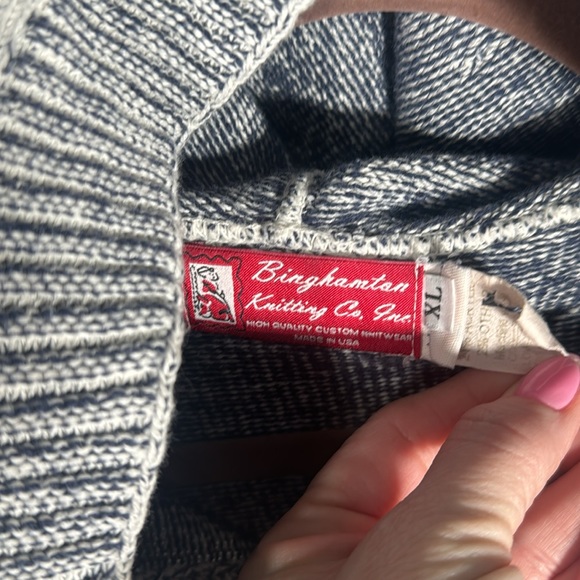 Binghamton
Knitting Co, Inc.
HIGH QUALITY CUSTOM KNITWEAR
MADE IN USA
XL